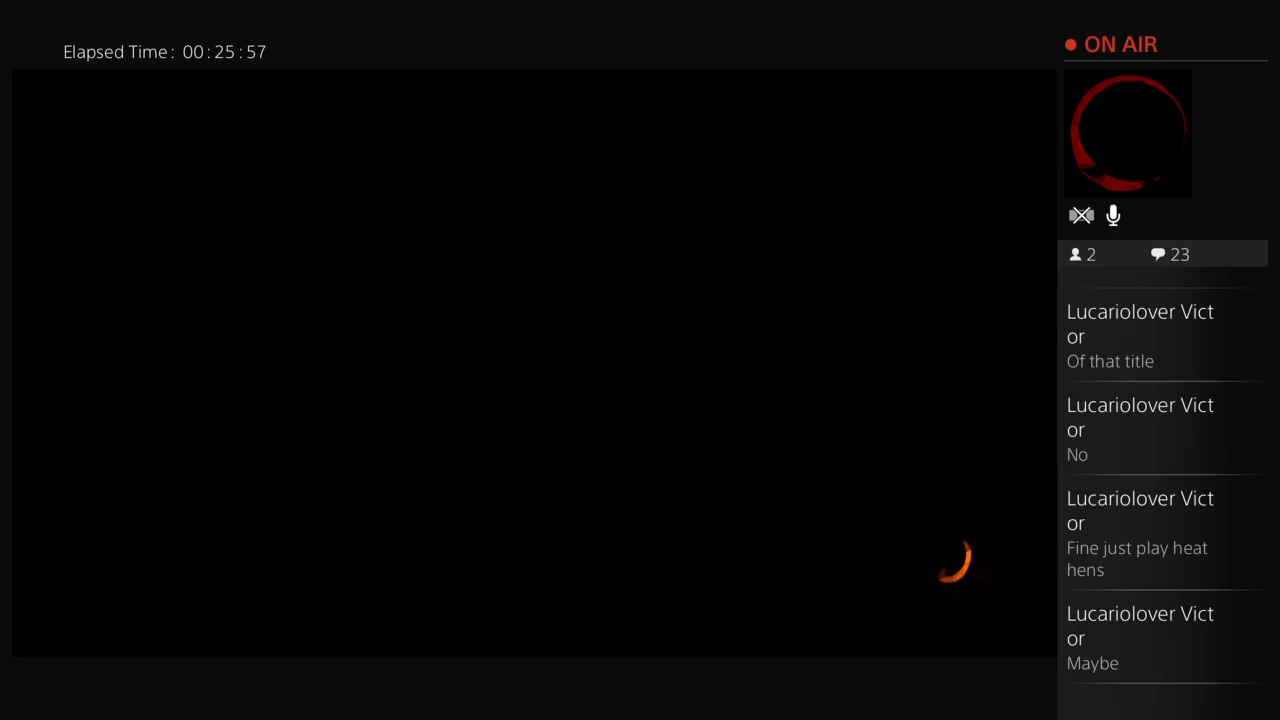 Elapsed Time: 00:25:57
ON AIR
2 23
Lucariolover Vict
or
Of that title
Lucariolover Vict
or
No
Lucariolover Vict
or
Fine just play heat
hens
Lucariolover Vict
or
Maybe